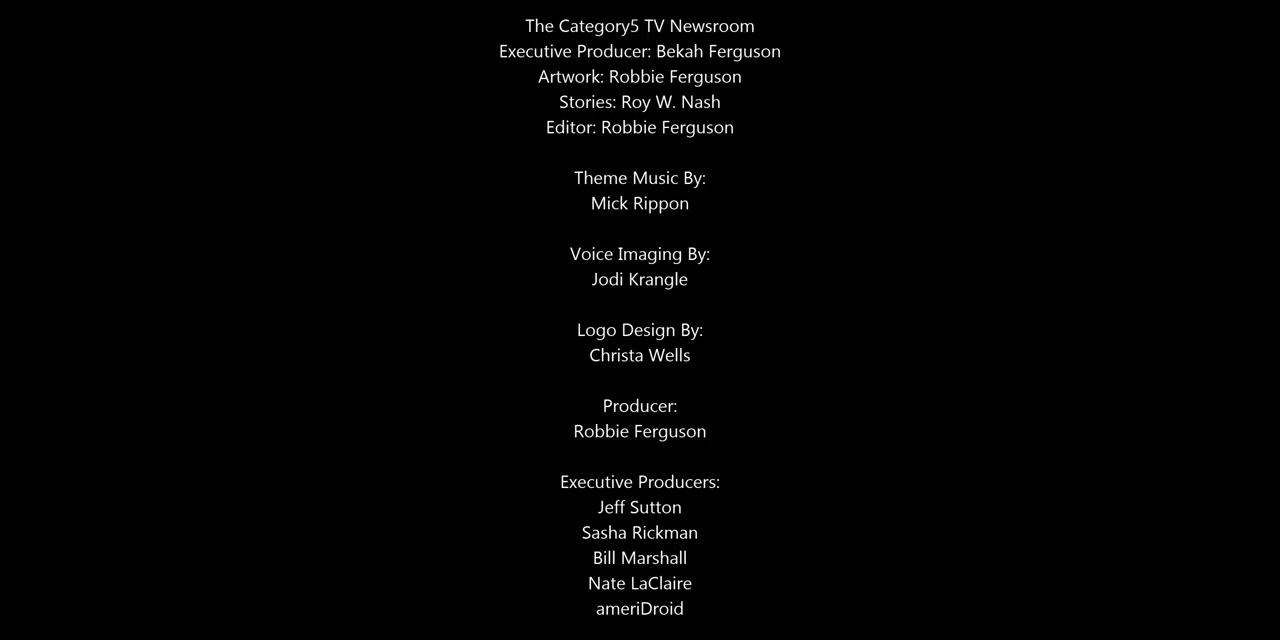 The Category5 TV Newsroom
Executive Producer: Bekah Ferguson
Artwork: Robbie Ferguson
Stories: Roy W. Nash
Editor: Robbie Ferguson
Theme Music By:
Mick Rippon
Voice Imaging By:
Jodi Krangle
Logo Design By:
Christa Wells
Producer:
Robbie Ferguson
Executive Producers:
Jeff Sutton
Sasha Rickman
Bill Marshall
Nate LaClaire
ameriDroid